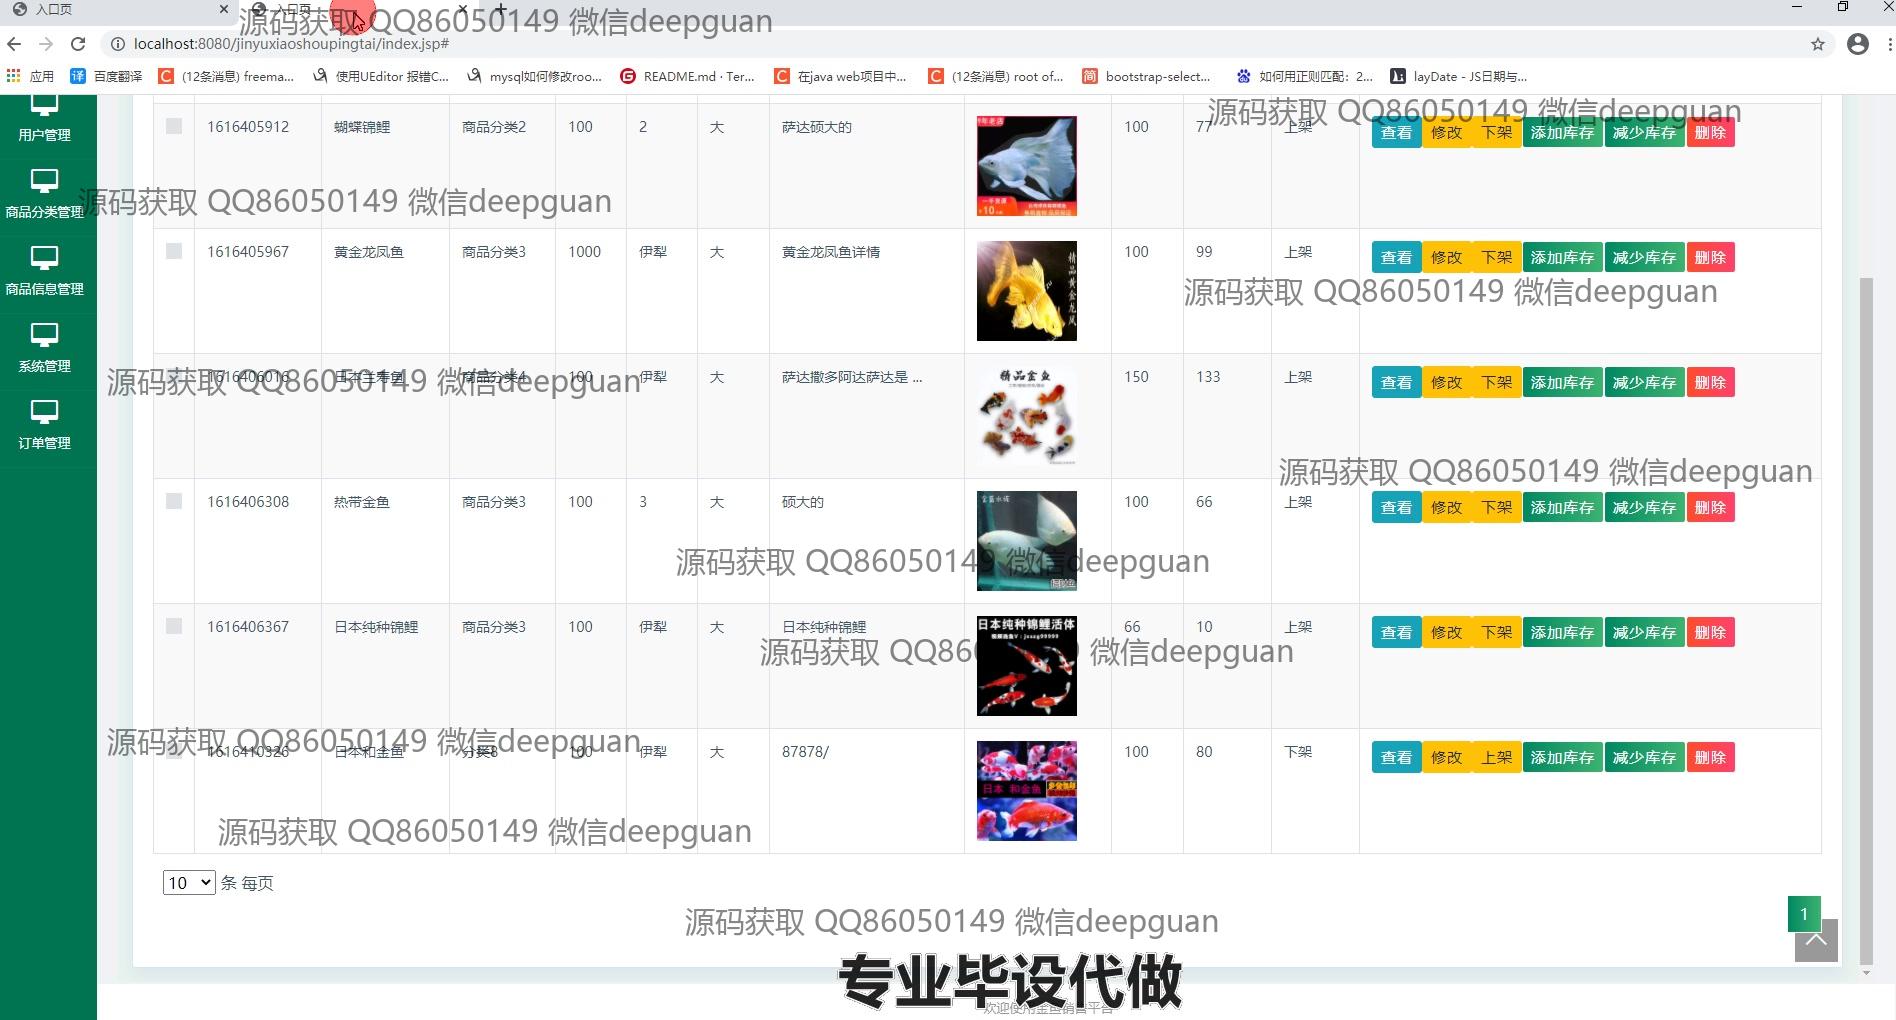 入口页
入口页
源码获取 QQ86050149 微信deepguan
localhost:8080/jinyuxiaoshoupingtai/index.jsp#
应用 百度翻译 (12条消息) freema... 使用UEditor 报错C... mysql如何修改roo... README.md · Ter... 在java web项目中... (12条消息) root of... bootstrap-select... 如何用正则匹配：2... layDate - JS日期与...
源码获取 QQ86050149 微信deepguan
用户管理
商品分类管理
商品信息管理
系统管理
订单管理
1616405912 蝴蝶锦鲤 商品分类2 100 2 大 萨达硕大的 100 77 上架 查看 修改 下架 添加库存 减少库存 删除
源码获取 QQ86050149 微信deepguan
1616405967 黄金龙凤鱼 商品分类3 1000 伊犁 大 黄金龙凤鱼详情 精品黄金龙凤 100 99 上架 查看 修改 下架 添加库存 减少库存 删除
源码获取 QQ86050149 微信deepguan
1616406016 日本兰寿鱼 商品分类4 100 伊犁 大 萨达撒多阿达萨达是 ... 精品金鱼 150 133 上架 查看 修改 下架 添加库存 减少库存 删除
源码获取 QQ86050149 微信deepguan
源码获取 QQ86050149 微信deepguan
1616406308 热带金鱼 商品分类3 100 3 大 硕大的 100 66 上架 查看 修改 下架 添加库存 减少库存 删除
源码获取 QQ86050149 微信deepguan
1616406367 日本纯种锦鲤 商品分类3 100 伊犁 大 日本纯种锦鲤 日本纯种锦鲤活体 66 10 上架 查看 修改 下架 添加库存 减少库存 删除
源码获取 QQ86050149 微信deepguan
源码获取 QQ86050149 微信deepguan
1616410326 日本和金鱼 分类8 100 伊犁 大 87878/ 日本 和金鱼 100 80 下架 查看 修改 上架 添加库存 减少库存 删除
源码获取 QQ86050149 微信deepguan
10 条 每页
源码获取 QQ86050149 微信deepguan
1
专业毕设代做
欢迎使用金鱼销售平台